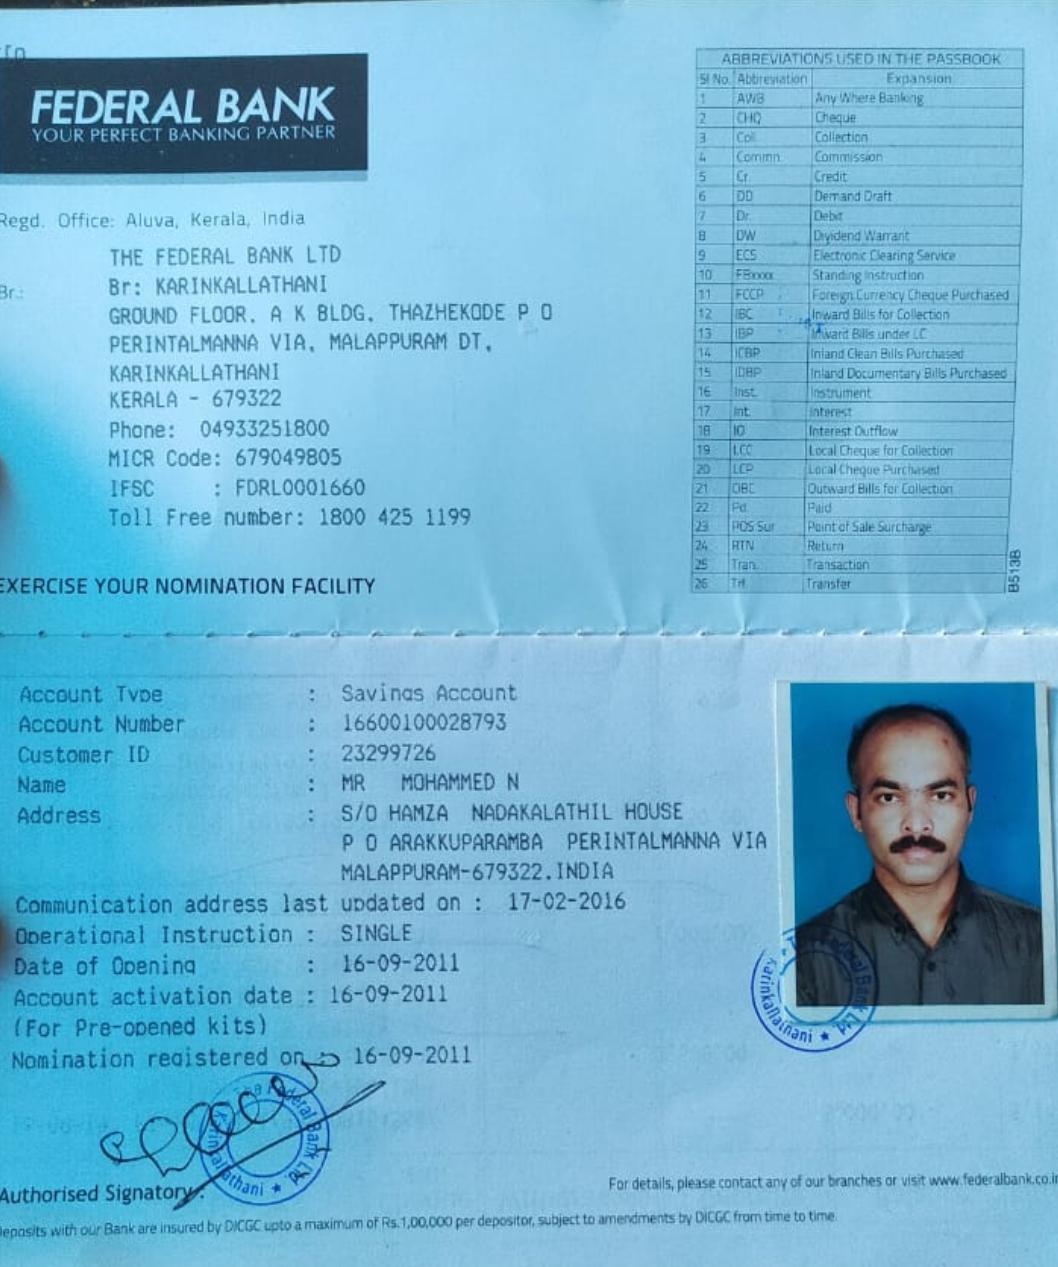 FEDERAL BANK
YOUR PERFECT BANKING PARTNER
Regd. Office: Aluva, Kerala, India
THE FEDERAL BANK LTD
Br.: Br: KARINKALLATHANI
GROUND FLOOR, A K BLDG, THAZHEKODE P O
PERINTALMANNA VIA, MALAPPURAM DT,
KARINKALLATHANI
KERALA - 679322
Phone: 04933251800
MICR Code: 679049805
IFSC : FDRL0001660
Toll Free number: 1800 425 1199
EXERCISE YOUR NOMINATION FACILITY
ABBREVIATIONS USED IN THE PASSBOOK
Sl No. Abbreviation Expansion
1 AWB Any Where Banking
2 CHQ Cheque
3 Coll Collection
4 Commn. Commission
5 Cr. Credit
6 DD Demand Draft
7 Dr. Debit
8 DW Dividend Warrant
9 ECS Electronic Clearing Service
10 FBxxxx Standing Instruction
11 FCCP Foreign Currency Cheque Purchased
12 IBC Inward Bills for Collection
13 IBP Inward Bills under LC
14 ICBP Inland Clean Bills Purchased
15 IDBP Inland Documentary Bills Purchased
16 Inst. Instrument
17 Int. Interest
18 IO Interest Outflow
19 LCC Local Cheque for Collection
20 LCP Local Cheque Purchased
21 OBC Outward Bills for Collection
22 Pd. Paid
23 POS Sur Point of Sale Surcharge
24 RTN Return
25 Tran. Transaction
26 Trf. Transfer
B513B
Account Type : Savings Account
Account Number : 16600100028793
Customer ID : 23299726
Name : MR MOHAMMED N
Address : S/O HAMZA NADAKALATHIL HOUSE
P O ARAKKUPARAMBA PERINTALMANNA VIA
MALAPPURAM-679322.INDIA
Communication address last updated on : 17-02-2016
Operational Instruction : SINGLE
Date of Opening : 16-09-2011
Account activation date : 16-09-2011
(For Pre-opened kits)
Nomination registered on : 16-09-2011
The Federal Bank Ltd. ★ Karinkallathani ★
The Federal Bank Ltd. ★ Karinkallathani
Authorised Signatory
For details, please contact any of our branches or visit www.federalbank.co.in
Deposits with our Bank are insured by DICGC upto a maximum of Rs.1,00,000 per depositor, subject to amendments by DICGC from time to time.